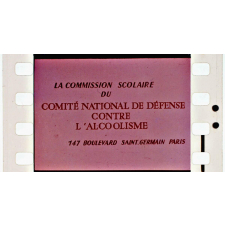 LA COMMISSION SCOLAIRE
DU
COMITÉ NATIONAL DE DÉFENSE
CONTRE
L'ALCOOLISME
147 BOULEVARD SAINT.GERMAIN PARIS